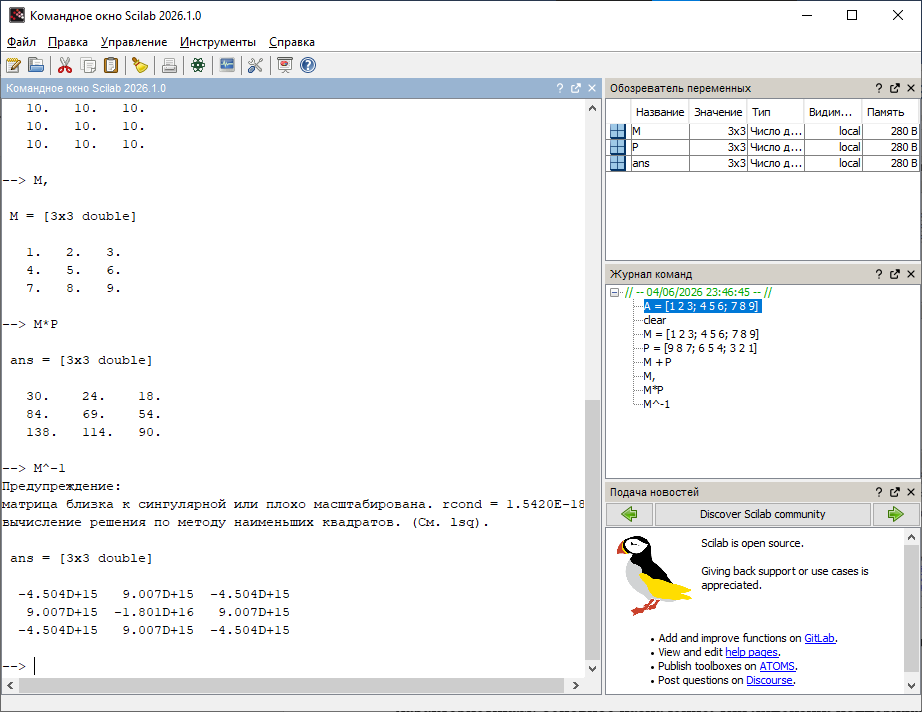 Командное окно Scilab 2026.1.0
Файл Правка Управление Инструменты Справка
Командное окно Scilab 2026.1.0
10. 10. 10.
10. 10. 10.
10. 10. 10.
--> M,
M = [3x3 double]
1. 2. 3.
4. 5. 6.
7. 8. 9.
--> M*P
ans = [3x3 double]
30. 24. 18.
84. 69. 54.
138. 114. 90.
--> M^-1
Предупреждение:
матрица близка к сингулярной или плохо масштабирована. rcond = 1.5420E-18
вычисление решения по методу наименьших квадратов. (См. lsq).
ans = [3x3 double]
-4.504D+15 9.007D+15 -4.504D+15
9.007D+15 -1.801D+16 9.007D+15
-4.504D+15 9.007D+15 -4.504D+15
-->
Обозреватель переменных
Название Значение Тип Видим... Память
M 3x3 Число д... local 280 B
P 3x3 Число д... local 280 B
ans 3x3 Число д... local 280 B
Журнал команд
// -- 04/06/2026 23:46:45 -- //
A = [1 2 3; 4 5 6; 7 8 9]
clear
M = [1 2 3; 4 5 6; 7 8 9]
P = [9 8 7; 6 5 4; 3 2 1]
M + P
M,
M*P
M^-1
Подача новостей
Discover Scilab community
Scilab is open source.
Giving back support or use cases is
appreciated.
• Add and improve functions on GitLab.
• View and edit help pages.
• Publish toolboxes on ATOMS.
• Post questions on Discourse.